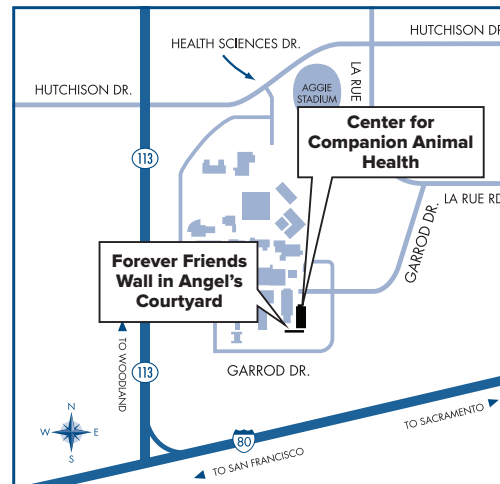 HEALTH SCIENCES DR.
HUTCHISON DR.
HUTCHISON DR.
LA RUE
AGGIE
STADIUM
Center for
Companion Animal
Health
113
LA RUE RD.
GARROD DR.
Forever Friends
Wall in Angel's
Courtyard
TO WOODLAND
113
GARROD DR.
N
W
E
S
80
TO SACRAMENTO
TO SAN FRANCISCO